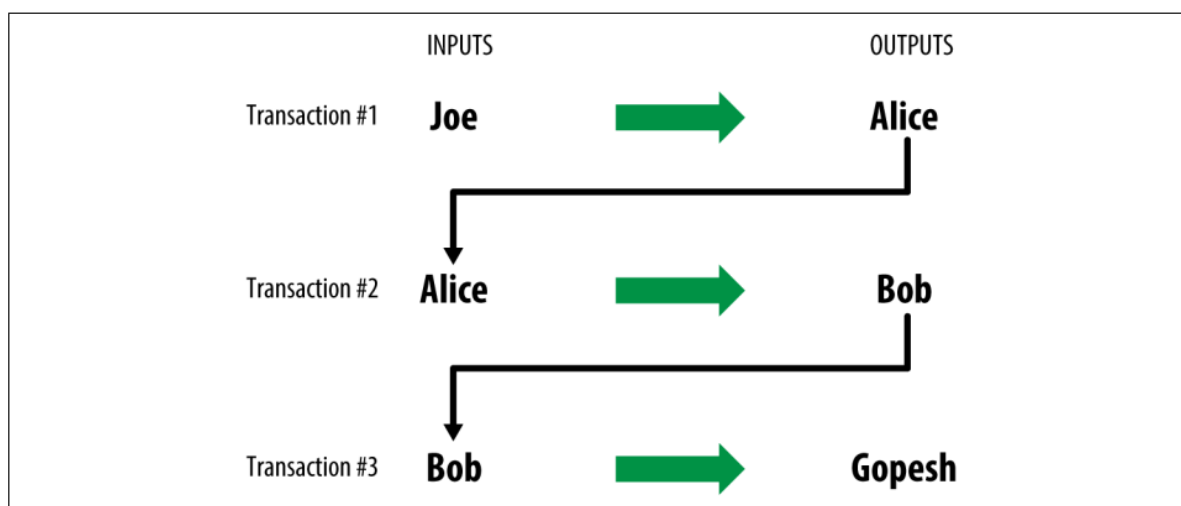 INPUTS OUTPUTS
Transaction #1 Joe Alice
Transaction #2 Alice Bob
Transaction #3 Bob Gopesh